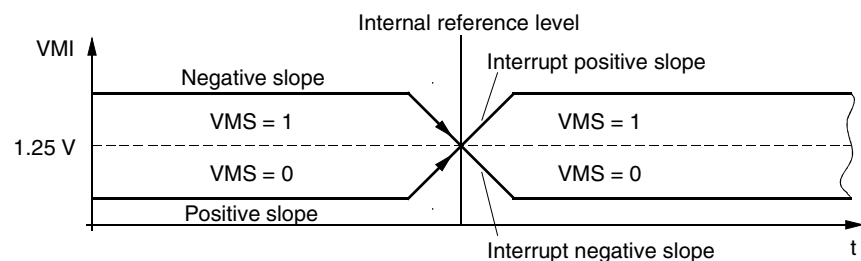 Internal reference level
VMI
Interrupt positive slope
Negative slope
VMS = 1
VMS = 1
1.25 V
VMS = 0
VMS = 0
Positive slope
Interrupt negative slope
t